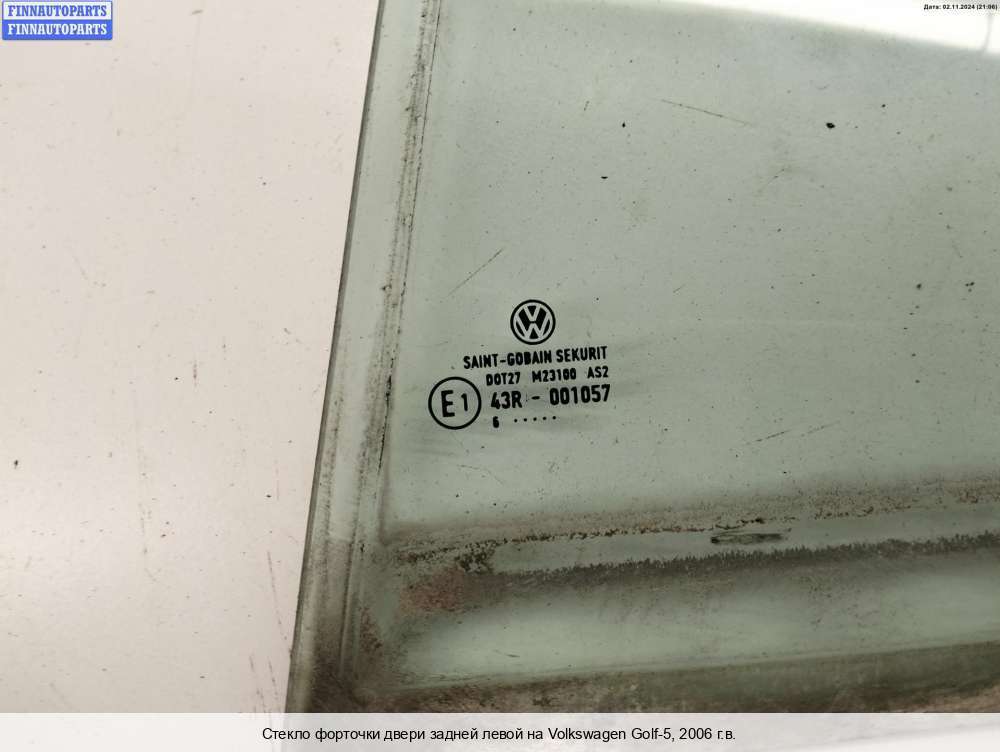 FINNAUTOPARTS
FINNAUTOPARTS
Дата: 02.11.2024 (21:06)
SAINT-GOBAIN SEKURIT
DOT27 M23100 AS2
E1 43R - 001057
6 .....
Стекло форточки двери задней левой на Volkswagen Golf-5, 2006 г.в.